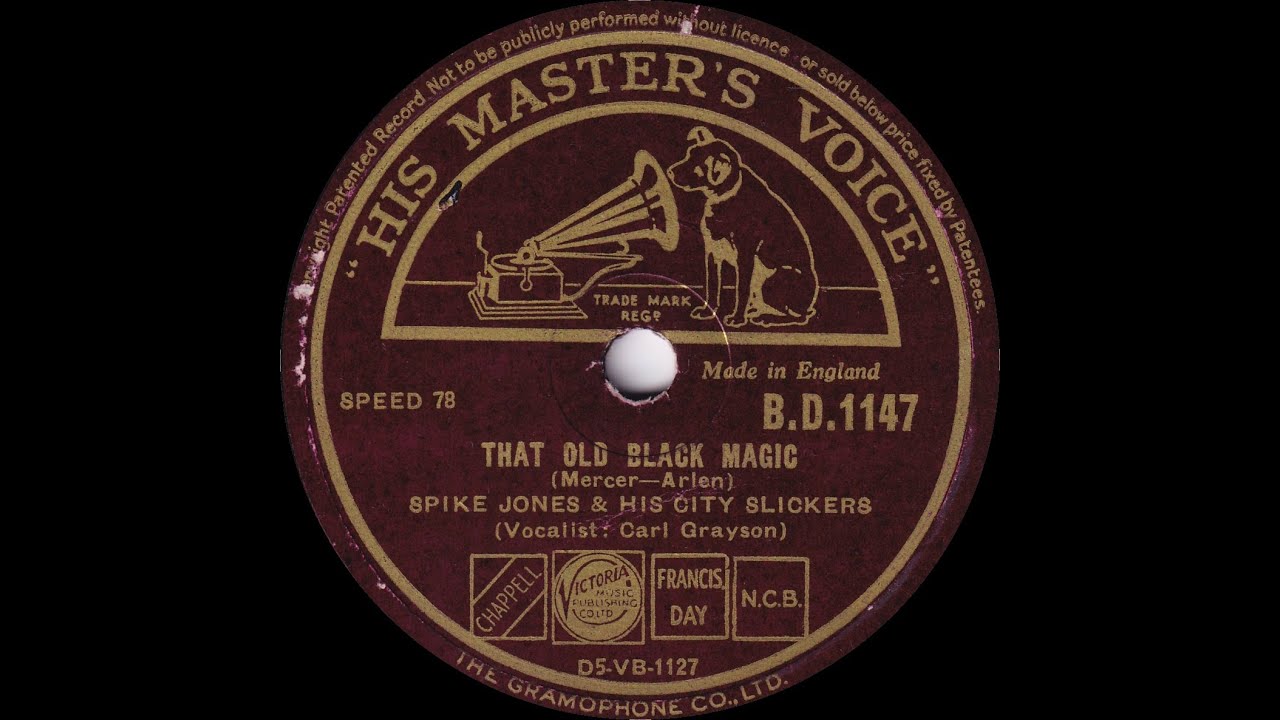 Copyright Patented Record. Not to be publicly performed without licence or sold below price fixed by Patentees.
"HIS MASTER'S VOICE"
TRADE MARK
REGD
Made in England
SPEED 78
B.D.1147
THAT OLD BLACK MAGIC
(Mercer—Arlen)
SPIKE JONES & HIS CITY SLICKERS
(Vocalist: Carl Grayson)
CHAPPELL
VICTORIA
MUSIC
PUBLISHING
CO LTD
FRANCIS,
DAY
N.C.B.
D5-VB-1127
THE GRAMOPHONE CO., LTD.